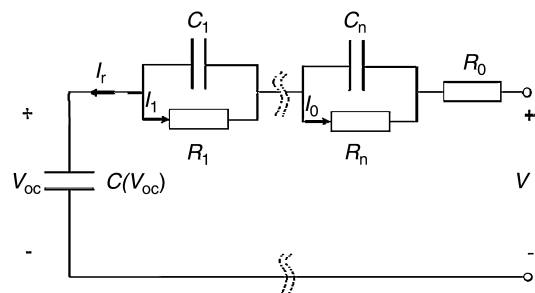 C1 Cn
Ir I1 I0 R0
+ +
R1 Rn
Voc C(Voc) V
- -